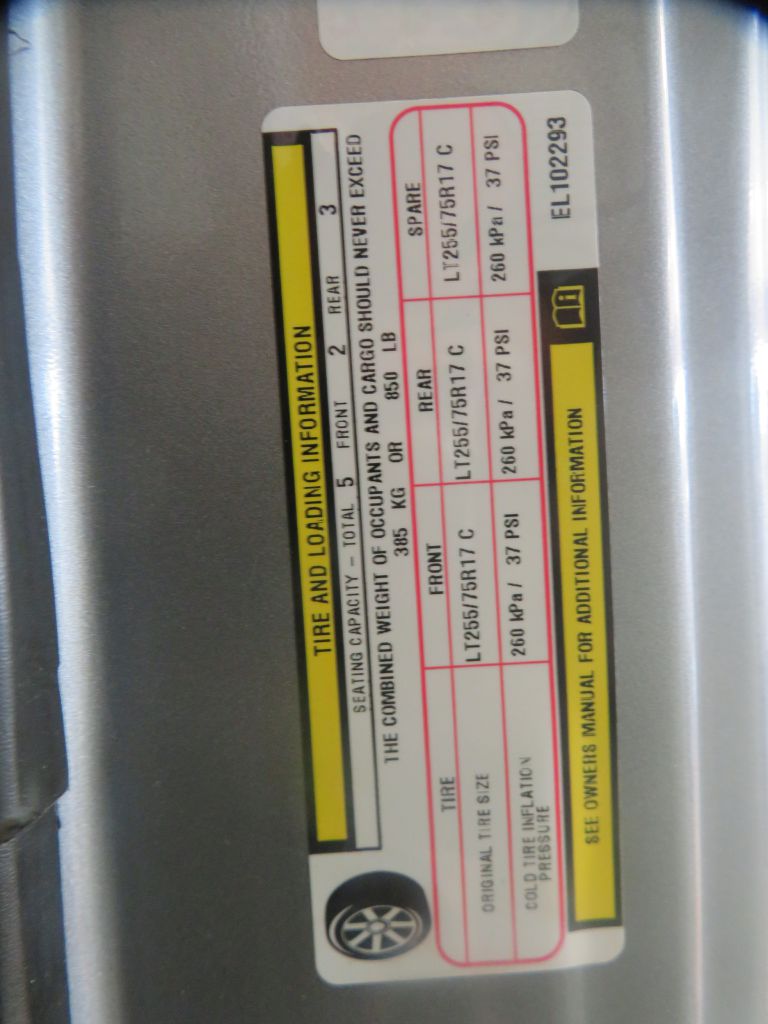 TIRE AND LOADING INFORMATION
SEATING CAPACITY – TOTAL 5 FRONT 2 REAR 3
THE COMBINED WEIGHT OF OCCUPANTS AND CARGO SHOULD NEVER EXCEED
385 KG OR 850 LB
TIRE FRONT REAR SPARE
ORIGINAL TIRE SIZE LT255/75R17 C LT255/75R17 C LT255/75R17 C
COLD TIRE INFLATION
PRESSURE 260 kPa / 37 PSI 260 kPa / 37 PSI 260 kPa / 37 PSI
SEE OWNERS MANUAL FOR ADDITIONAL INFORMATION
EL102293